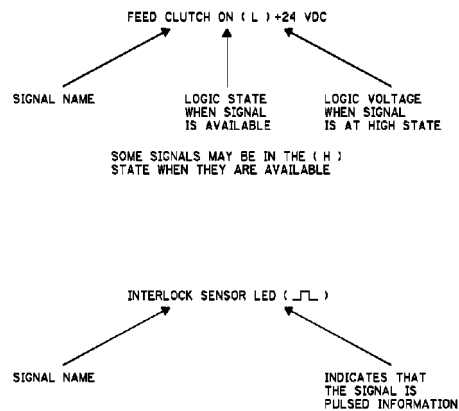 FEED CLUTCH ON ( L ) +24 VDC
SIGNAL NAME
LOGIC STATE
WHEN SIGNAL
IS AVAILABLE
LOGIC VOLTAGE
WHEN SIGNAL
IS AT HIGH STATE
SOME SIGNALS MAY BE IN THE ( H )
STATE WHEN THEY ARE AVAILABLE
INTERLOCK SENSOR LED ( )
SIGNAL NAME
INDICATES THAT
THE SIGNAL IS
PULSED INFORMATION